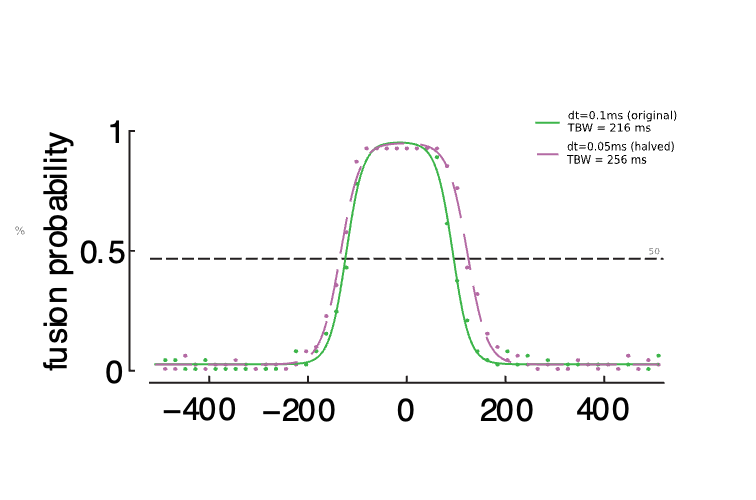 dt=0.1ms (original)
TBW = 216 ms
dt=0.05ms (halved)
TBW = 256 ms
fusion probability
%
1
0.5
0
50
−400 −200 0 200 400